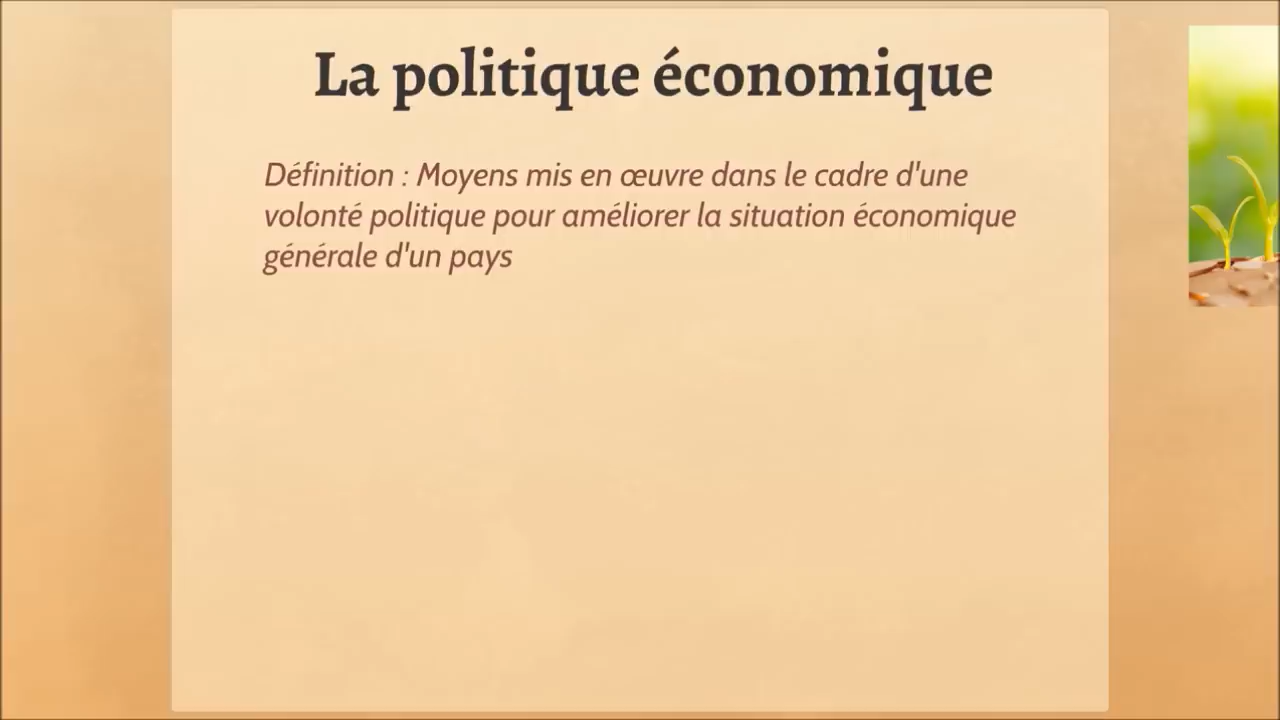 La politique économique
Définition : Moyens mis en œuvre dans le cadre d'une
volonté politique pour améliorer la situation économique
générale d'un pays